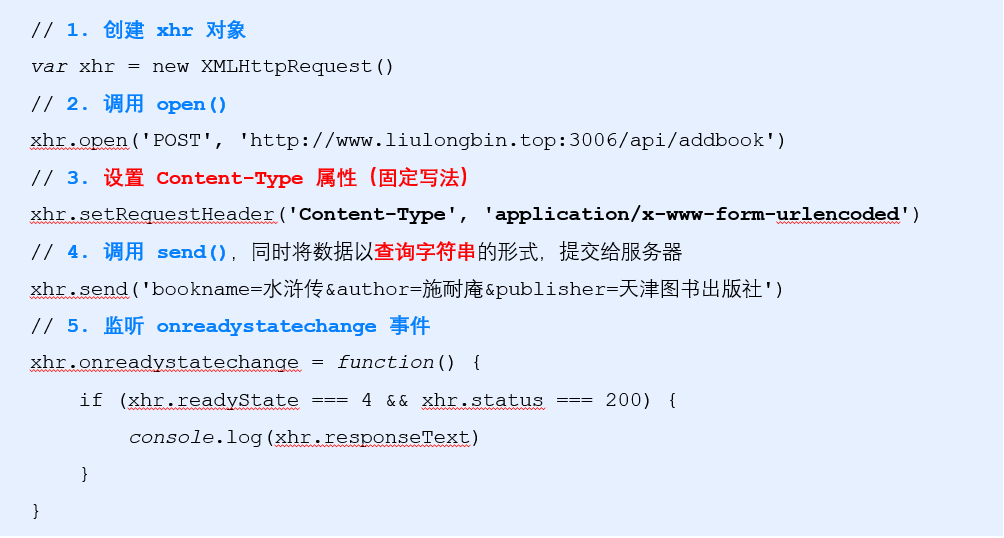 // 1. 创建 xhr 对象
var xhr = new XMLHttpRequest()
// 2. 调用 open()
xhr.open('POST', 'http://www.liulongbin.top:3006/api/addbook')
// 3. 设置 Content-Type 属性（固定写法）
xhr.setRequestHeader('Content-Type', 'application/x-www-form-urlencoded')
// 4. 调用 send()，同时将数据以查询字符串的形式，提交给服务器
xhr.send('bookname=水浒传&author=施耐庵&publisher=天津图书出版社')
// 5. 监听 onreadystatechange 事件
xhr.onreadystatechange = function() {
    if (xhr.readyState === 4 && xhr.status === 200) {
        console.log(xhr.responseText)
    }
}